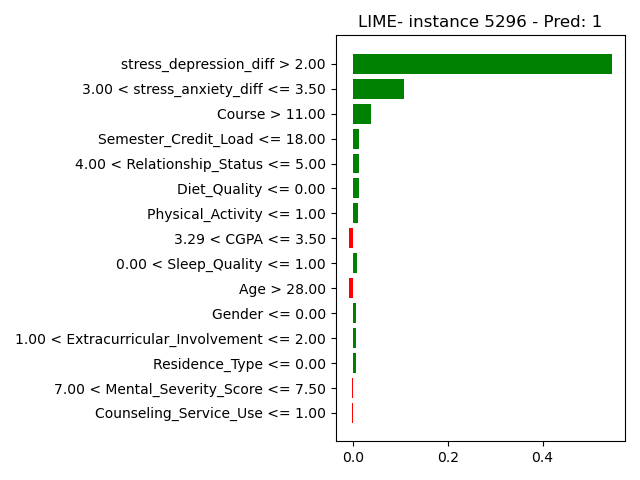 LIME- instance 5296 - Pred: 1
stress_depression_diff > 2.00
3.00 < stress_anxiety_diff <= 3.50
Course > 11.00
Semester_Credit_Load <= 18.00
4.00 < Relationship_Status <= 5.00
Diet_Quality <= 0.00
Physical_Activity <= 1.00
3.29 < CGPA <= 3.50
0.00 < Sleep_Quality <= 1.00
Age > 28.00
Gender <= 0.00
1.00 < Extracurricular_Involvement <= 2.00
Residence_Type <= 0.00
7.00 < Mental_Severity_Score <= 7.50
Counseling_Service_Use <= 1.00
0.0 0.2 0.4